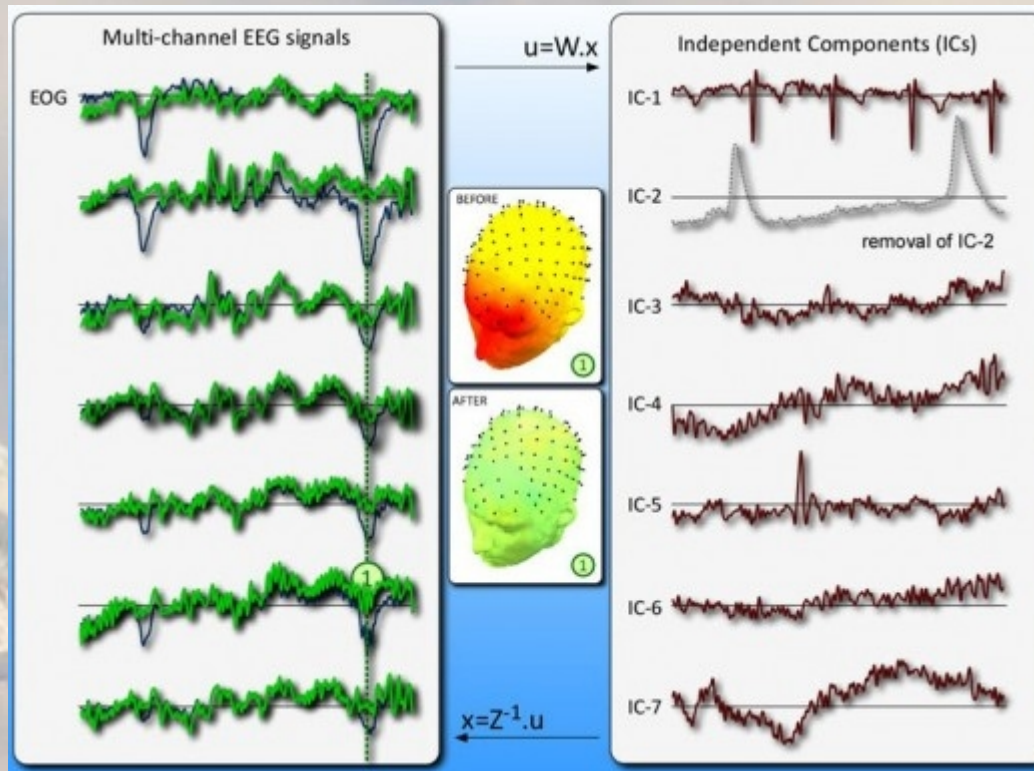 Multi-channel EEG signals
EOG
1
u=W.x
BEFORE
1
AFTER
1
x=Z⁻¹.u
Independent Components (ICs)
IC-1
IC-2
removal of IC-2
IC-3
IC-4
IC-5
IC-6
IC-7